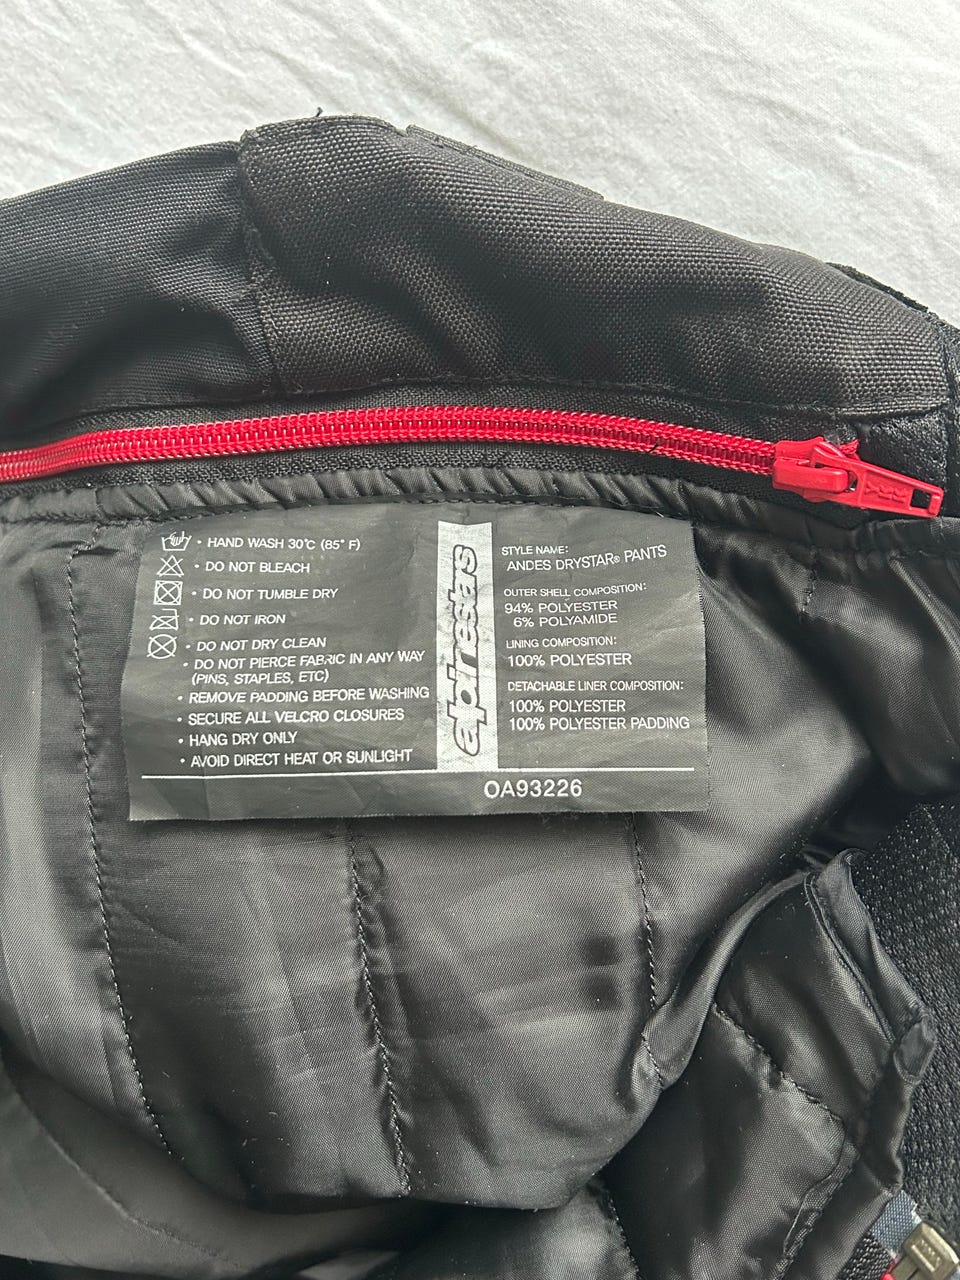 • HAND WASH 30°C (85° F)
• DO NOT BLEACH
• DO NOT TUMBLE DRY
• DO NOT IRON
• DO NOT DRY CLEAN
• DO NOT PIERCE FABRIC IN ANY WAY
(PINS, STAPLES, ETC)
• REMOVE PADDING BEFORE WASHING
• SECURE ALL VELCRO CLOSURES
• HANG DRY ONLY
• AVOID DIRECT HEAT OR SUNLIGHT
alpinestars
STYLE NAME:
ANDES DRYSTAR® PANTS
OUTER SHELL COMPOSITION:
94% POLYESTER
6% POLYAMIDE
LINING COMPOSITION:
100% POLYESTER
DETACHABLE LINER COMPOSITION:
100% POLYESTER
100% POLYESTER PADDING
OA93226